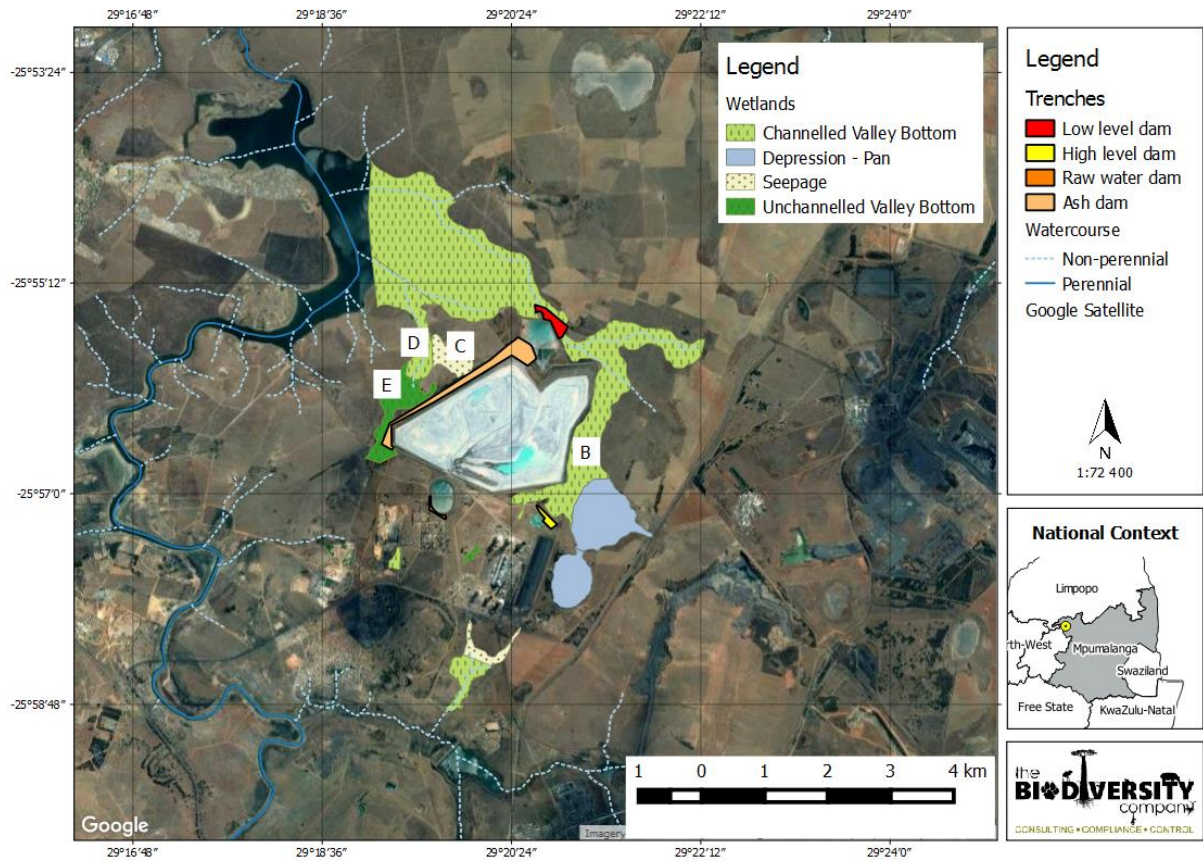 29°16'48" 29°18'36" 29°20'24" 29°22'12" 29°24'0"
-25°53'24"
-25°55'12"
-25°57'0"
-25°58'48"
Legend
Wetlands
Channelled Valley Bottom
Depression - Pan
Seepage
Unchannelled Valley Bottom
D
C
E
B
1 0 1 2 3 4 km
Google
Imagery
29°16'48" 29°18'36" 29°20'24" 29°22'12" 29°24'0"
Legend
Trenches
Low level dam
High level dam
Raw water dam
Ash dam
Watercourse
Non-perennial
Perennial
Google Satellite
N
1:72 400
National Context
Limpopo
rth-West
Mpumalanga
Swaziland
Free State
KwaZulu-Natal
the
BIODIVERSITY
company
CONSULTING • COMPLIANCE • CONTROL